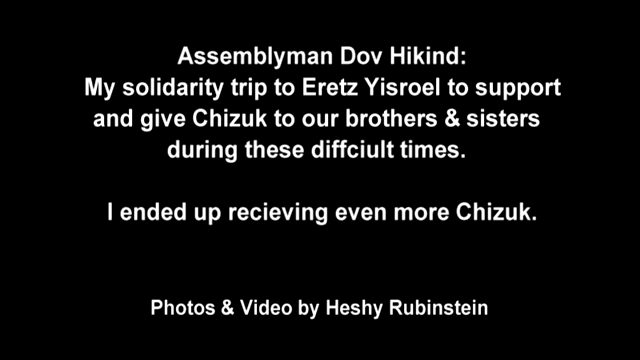 Assemblyman Dov Hikind:
My solidarity trip to Eretz Yisroel to support
and give Chizuk to our brothers & sisters
during these diffciult times.
I ended up recieving even more Chizuk.
Photos & Video by Heshy Rubinstein